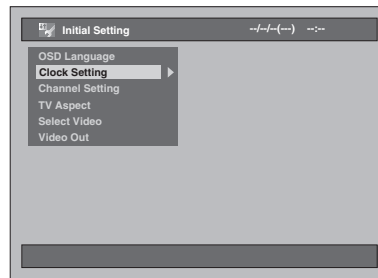 Initial Setting --/--/--(---) --:--
OSD Language
Clock Setting
Channel Setting
TV Aspect
Select Video
Video Out